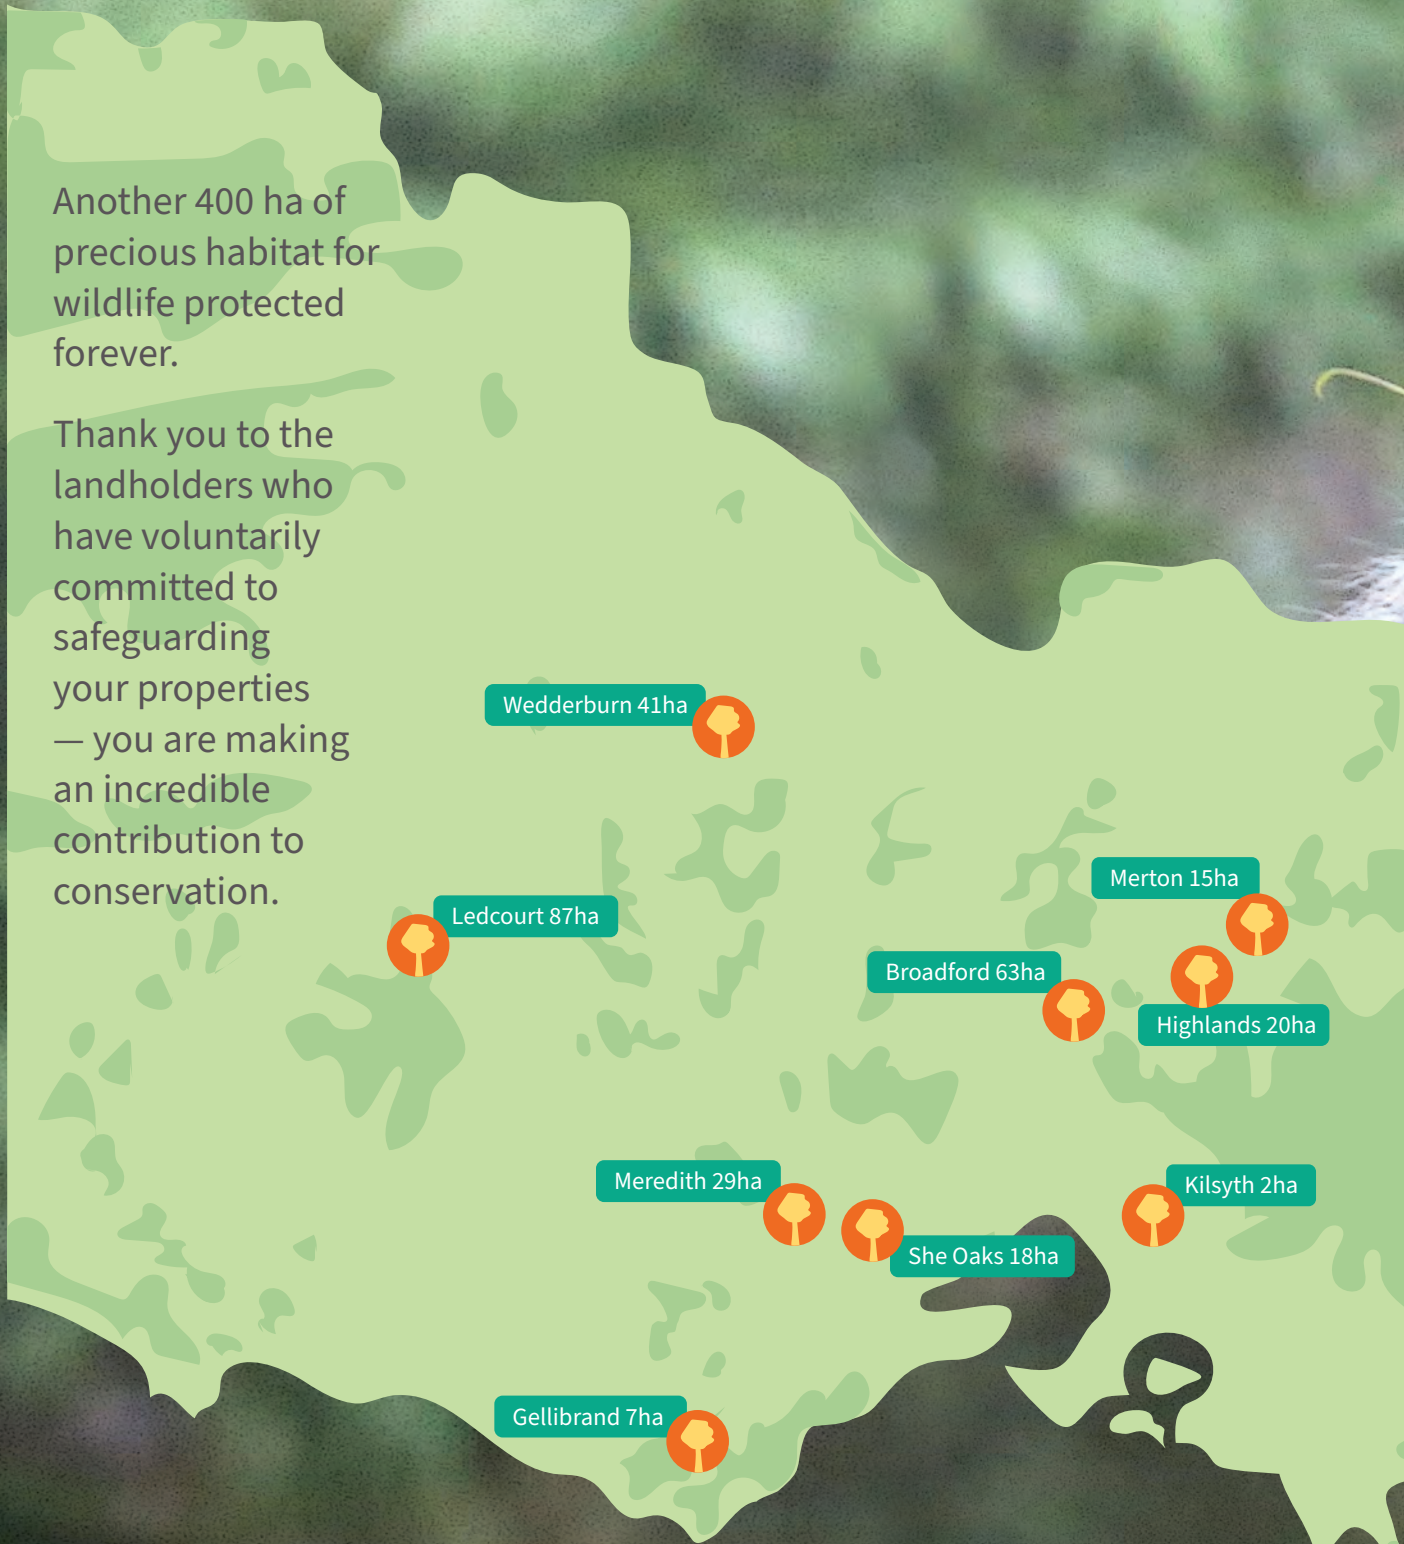 Another 400 ha of
precious habitat for
wildlife protected
forever.
Thank you to the
landholders who
have voluntarily
committed to
safeguarding
your properties
— you are making
an incredible
contribution to
conservation.
Wedderburn 41ha
Merton 15ha
Ledcourt 87ha
Broadford 63ha
Highlands 20ha
Meredith 29ha
Kilsyth 2ha
She Oaks 18ha
Gellibrand 7ha